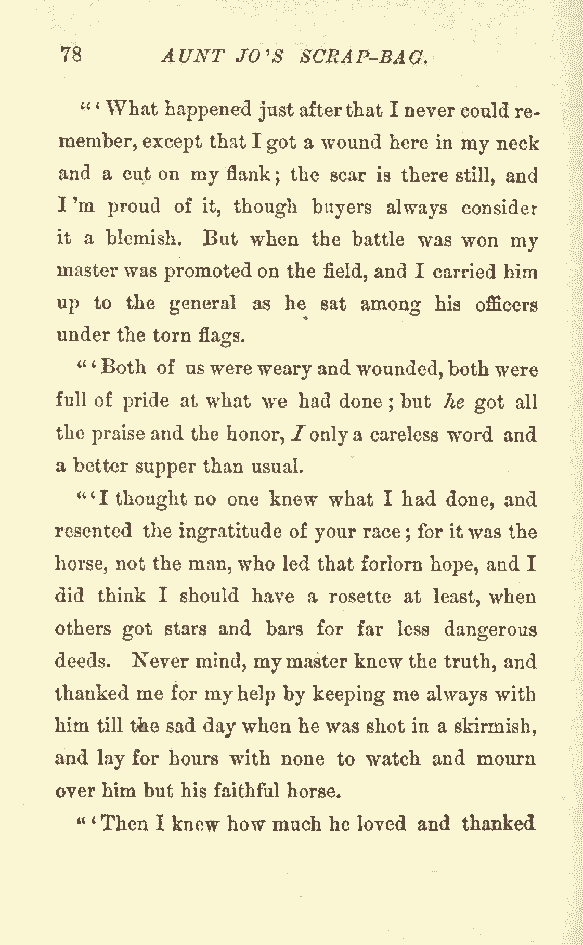 78 AUNT JO'S SCRAP-BAG.
"'What happened just after that I never could re-
member, except that I got a wound here in my neck
and a cut on my flank; the scar is there still, and
I'm proud of it, though buyers always consider
it a blemish. But when the battle was won my
master was promoted on the field, and I carried him
up to the general as he sat among his officers
under the torn flags.
"'Both of us were weary and wounded, both were
full of pride at what we had done; but he got all
the praise and the honor, I only a careless word and
a better supper than usual.
"'I thought no one knew what I had done, and
resented the ingratitude of your race; for it was the
horse, not the man, who led that forlorn hope, and I
did think I should have a rosette at least, when
others got stars and bars for far less dangerous
deeds. Never mind, my master knew the truth, and
thanked me for my help by keeping me always with
him till the sad day when he was shot in a skirmish,
and lay for hours with none to watch and mourn
over him but his faithful horse.
"'Then I knew how much he loved and thanked